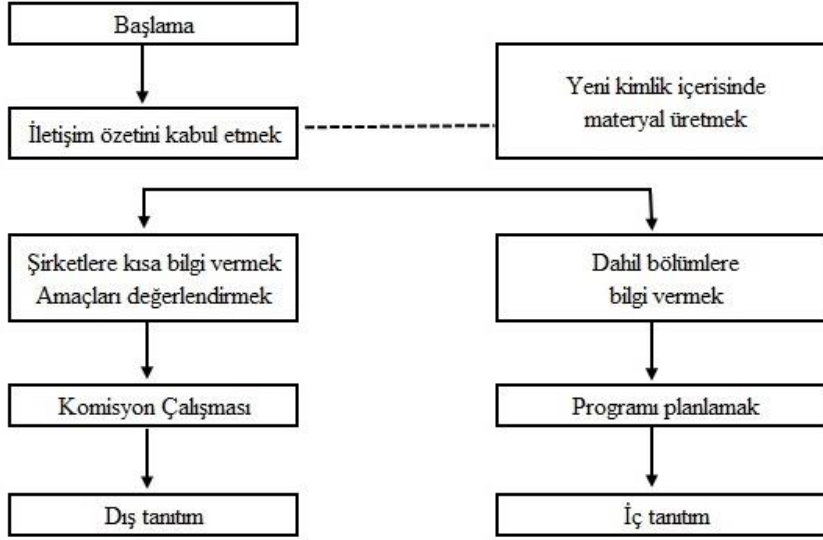 Başlama
İletişim özetini kabul etmek
Yeni kimlik içerisinde
materyal üretmek
Şirketlere kısa bilgi vermek
Amaçları değerlendirmek
Dahil bölümlere
bilgi vermek
Komisyon Çalışması
Programı planlamak
Dış tanıtım
İç tanıtım